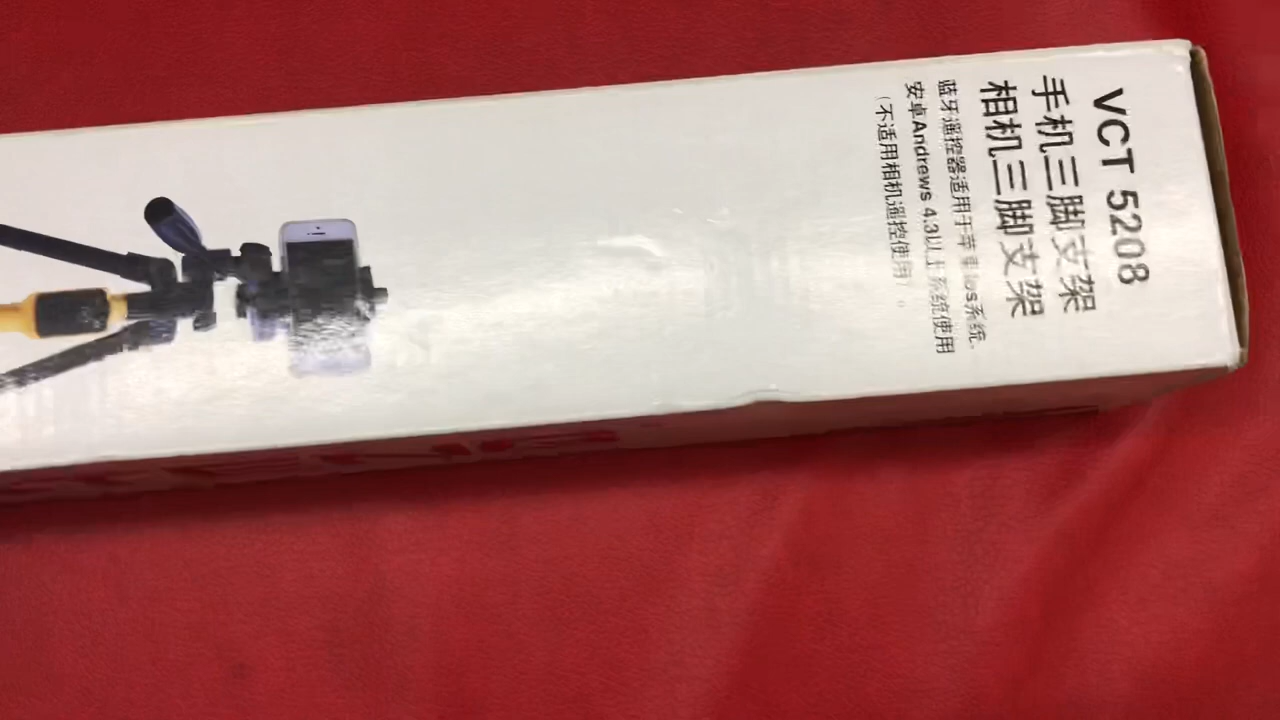 VCT 5208
手机三脚支架
相机三脚支架
蓝牙遥控器适用于苹果ios系统、
安卓Andrews 4.3以上系统使用
（不适用相机遥控使用）。